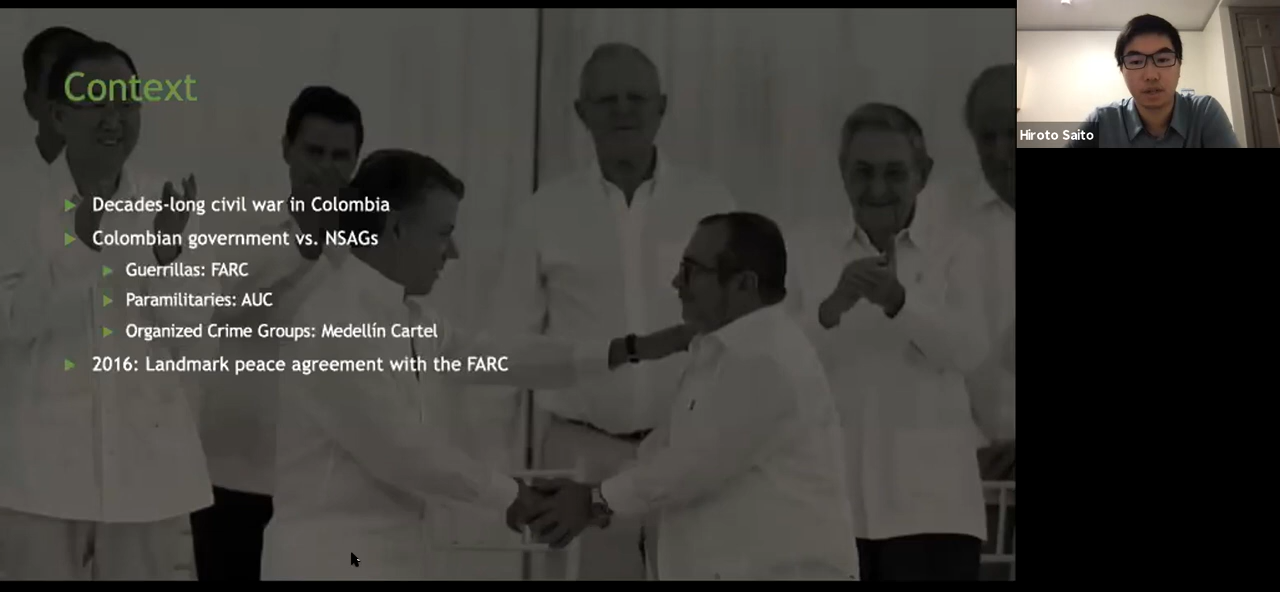 Context
Decades-long civil war in Colombia
Colombian government vs. NSAGs
Guerrillas: FARC
Paramilitaries: AUC
Organized Crime Groups: Medellín Cartel
2016: Landmark peace agreement with the FARC
Hiroto Saito